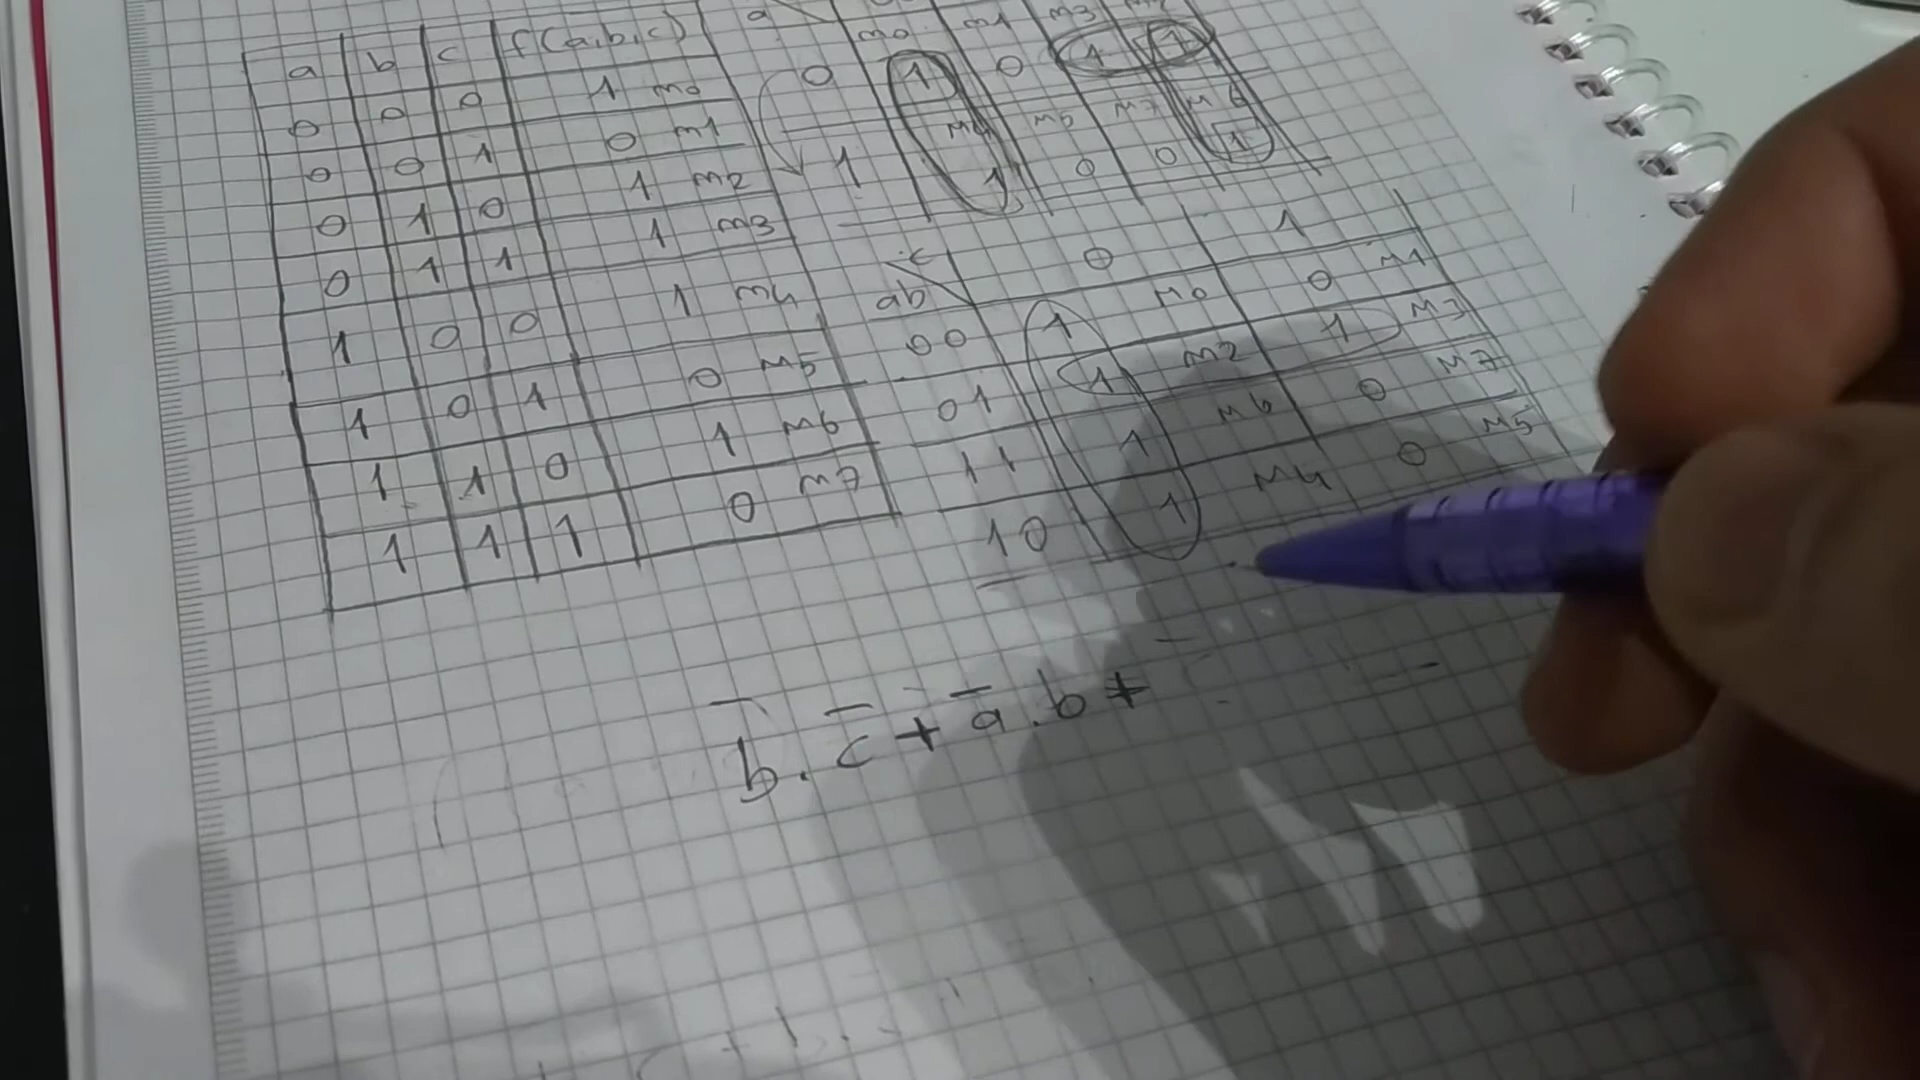 a b c f(a,b,c)
0 0 0 1 m0
0 0 1 0 m1
0 1 0 1 m2
0 1 1 1 m3
1 0 0 1 m4
1 0 1 0 m5
1 1 0 1 m6
1 1 1 0 m7
a
m0 m1 m3 m2
0 1 0 1 1
m4 m5 m7 m6
1 1 0 0 1
c 0 1
ab
00 1 m0 0 m1
01 1 m2 1 m3
11 1 m6 0 m7
10 1 m4 0 m5
b̅.c̅+a̅.b+